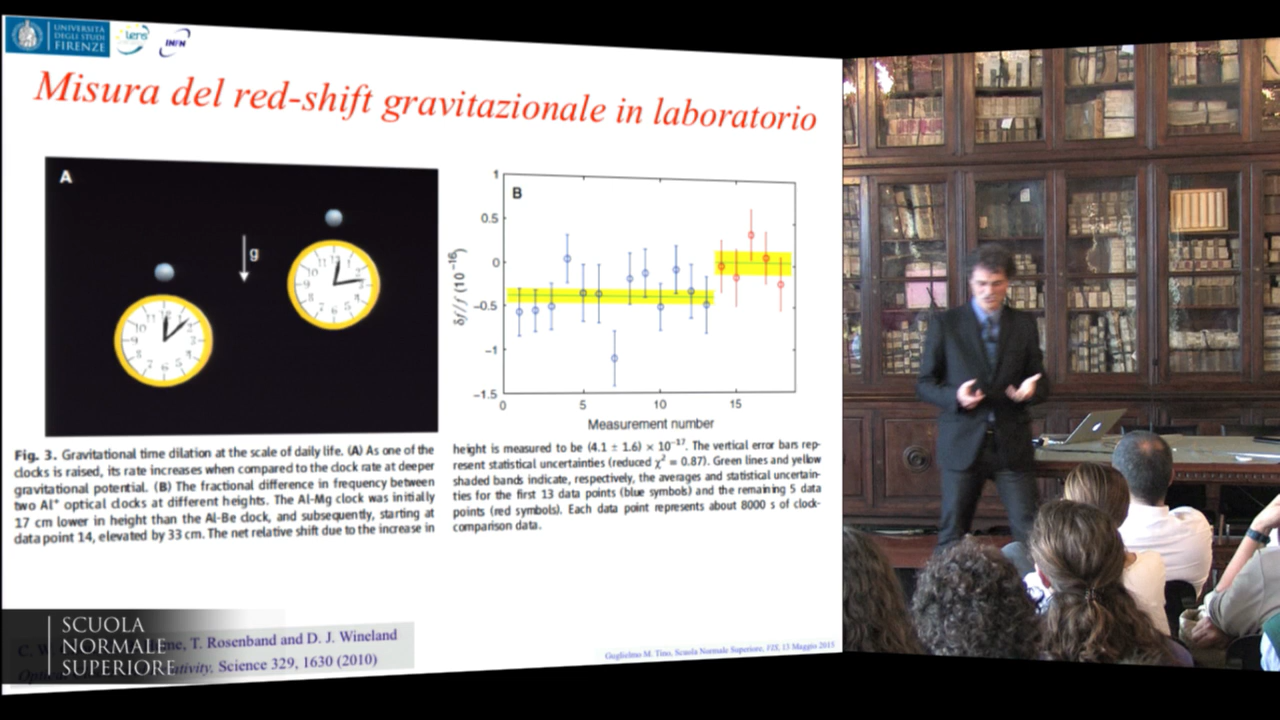 UNIVERSITÀ
DEGLI STUDI
FIRENZE
Lens
INFN
Misura del red-shift gravitazionale in laboratorio
A
g
B
1
0.5
0
−0.5
−1
−1.5
δf/f (10⁻¹⁶)
0
5
10
15
Measurement number
Fig. 3. Gravitational time dilation at the scale of daily life. (A) As one of the
clocks is raised, its rate increases when compared to the clock rate at deeper
gravitational potential. (B) The fractional difference in frequency between
two Al⁺ optical clocks at different heights. The Al-Mg clock was initially
17 cm lower in height than the Al-Be clock, and subsequently, starting at
data point 14, elevated by 33 cm. The net relative shift due to the increase in
height is measured to be (4.1 ± 1.6) × 10⁻¹⁷. The vertical error bars rep-
resent statistical uncertainties (reduced χ² = 0.87). Green lines and yellow
shaded bands indicate, respectively, the averages and statistical uncertain-
ties for the first 13 data points (blue symbols) and the remaining 5 data
points (red symbols). Each data point represents about 8000 s of clock-
comparison data.
T. Rosenband and D. J. Wineland
Science 329, 1630 (2010)
SCUOLA
NORMALE
SUPERIORE
Guglielmo M. Tino, Scuola Normale Superiore, VIS, 13 Maggio 2015